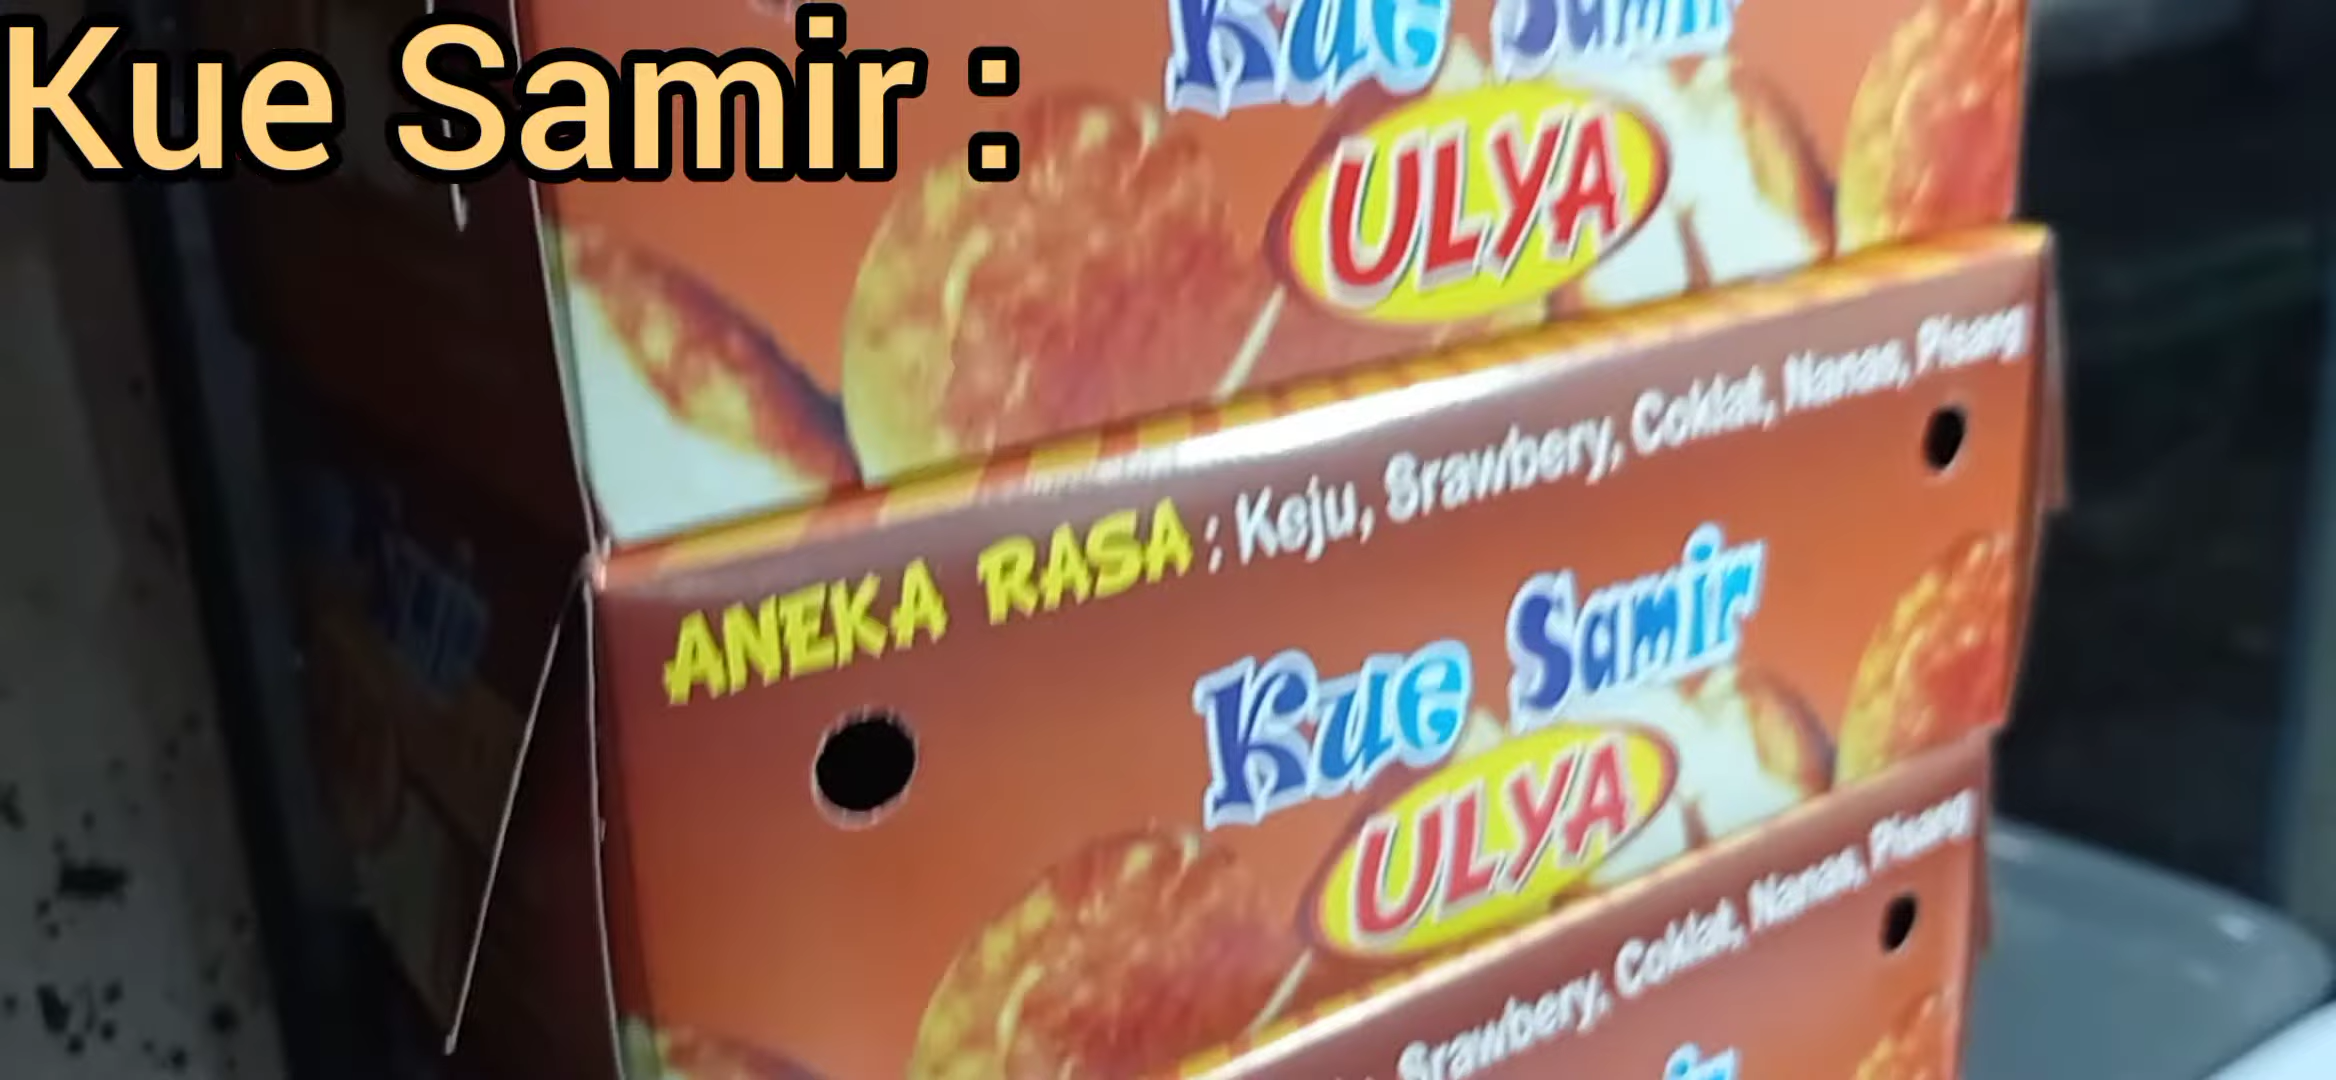 Kue Samir :
Kue Samir
ULYA
ANEKA RASA : Keju, Srawbery, Coklat, Nanas, Pisang
Kue Samir
ULYA
Srawbery, Coklat, Nanas, Pisang